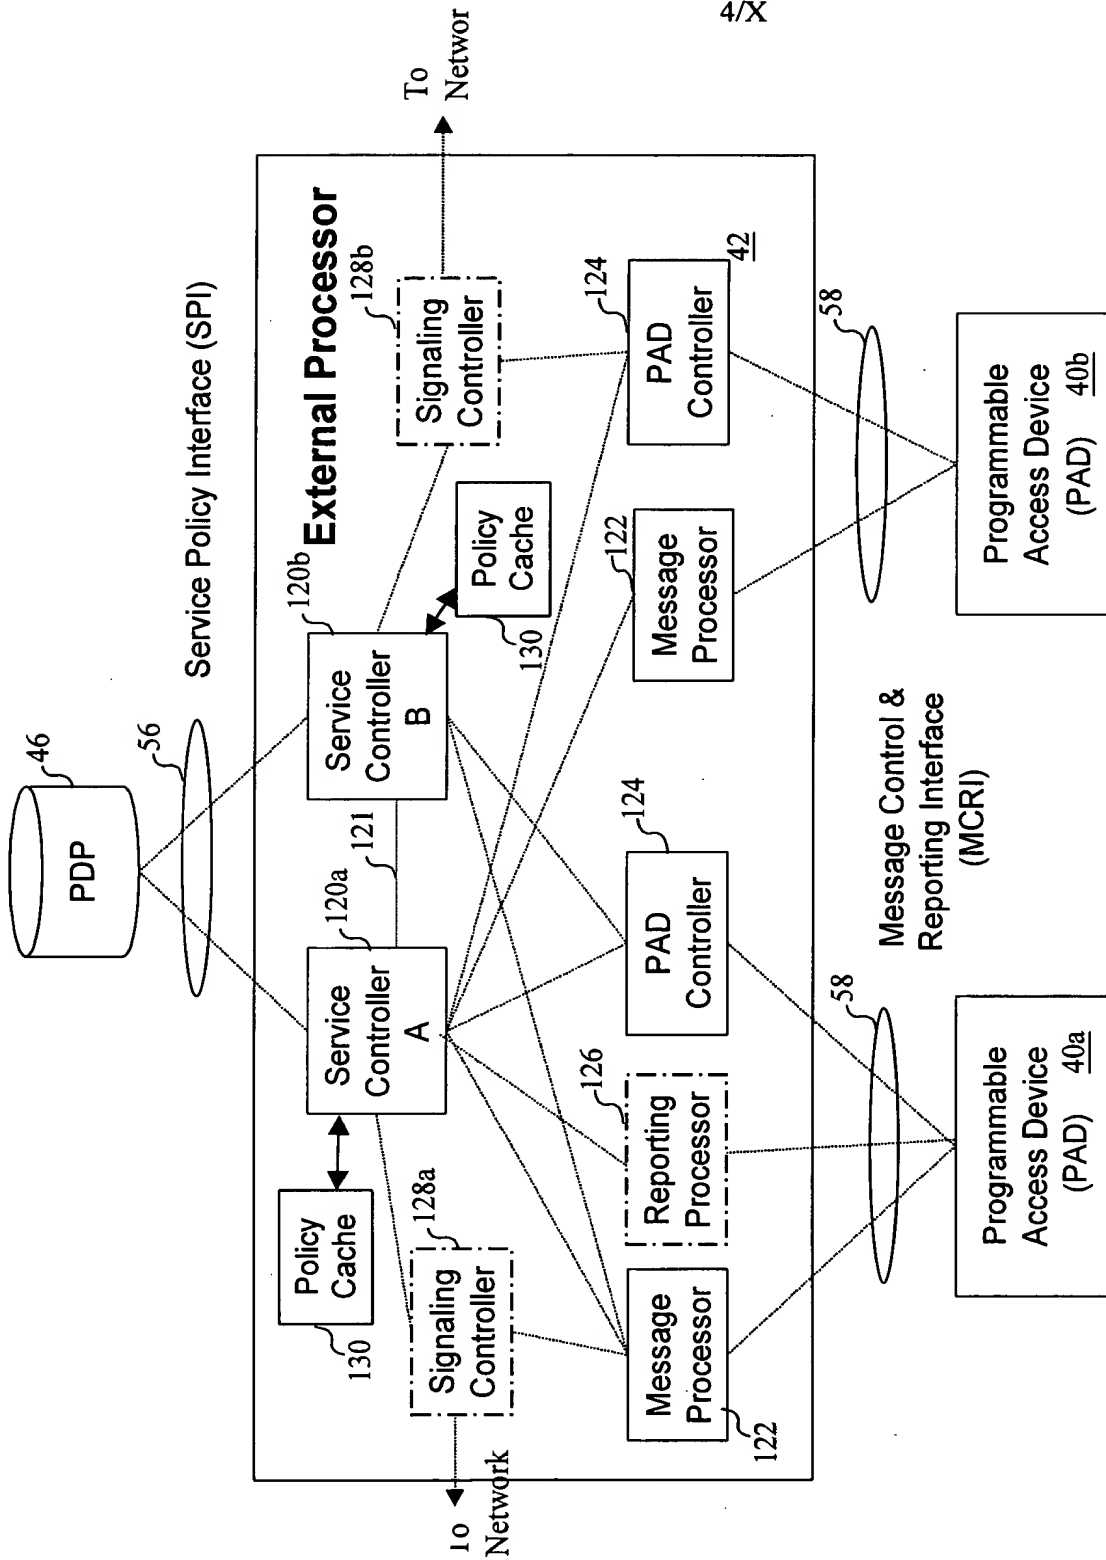 4/X
46
PDP
56
Service Policy Interface (SPI)
External Processor
To
Networ
To
Network
120a
Service
Controller
A
121
120b
Service
Controller
B
Policy
Cache
130
Policy
Cache
130
128a
Signaling
Controller
128b
Signaling
Controller
Message
Processor
122
126
Reporting
Processor
124
PAD
Controller
122
Message
Processor
124
PAD
Controller
42
58
Message Control &
Reporting Interface
(MCRI)
58
Programmable
Access Device
(PAD) 40a
Programmable
Access Device
(PAD) 40b